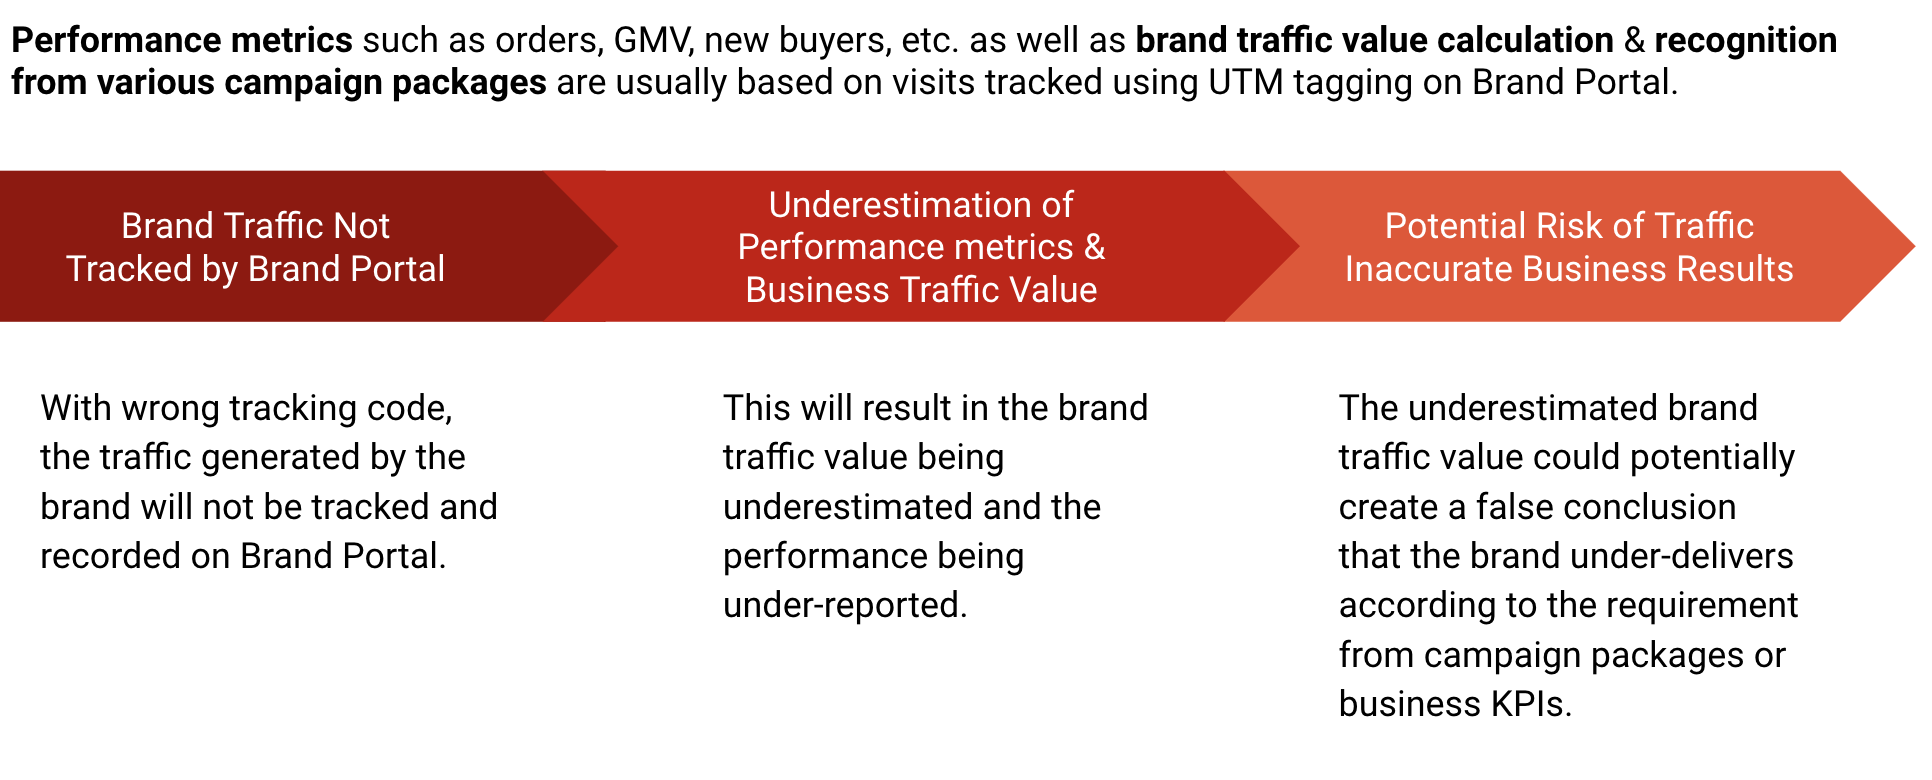 Performance metrics such as orders, GMV, new buyers, etc. as well as brand traffic value calculation & recognition
from various campaign packages are usually based on visits tracked using UTM tagging on Brand Portal.
Brand Traffic Not
Tracked by Brand Portal
Underestimation of
Performance metrics &
Business Traffic Value
Potential Risk of Traffic
Inaccurate Business Results
With wrong tracking code,
the traffic generated by the
brand will not be tracked and
recorded on Brand Portal.
This will result in the brand
traffic value being
underestimated and the
performance being
under-reported.
The underestimated brand
traffic value could potentially
create a false conclusion
that the brand under-delivers
according to the requirement
from campaign packages or
business KPIs.